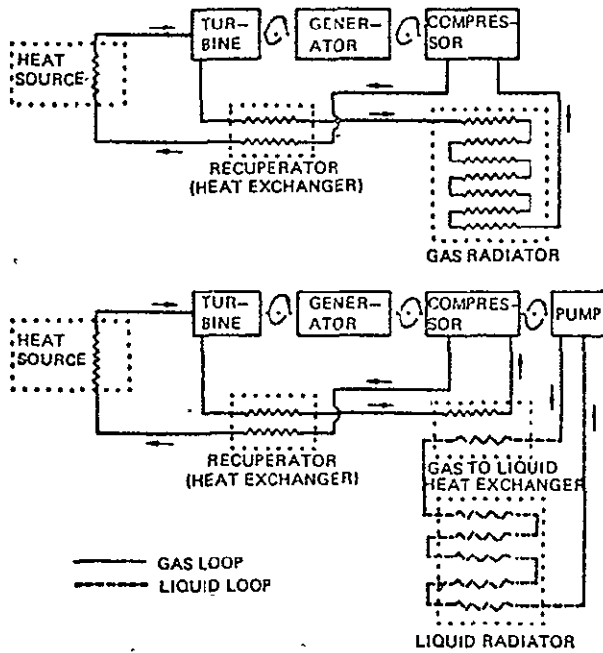 TUR-
BINE
GENER-
ATOR
COMPRES-
SOR
HEAT
SOURCE
RECUPERATOR
(HEAT EXCHANGER)
GAS RADIATOR
TUR-
BINE
GENER-
ATOR
COMPRES-
SOR
PUMP
HEAT
SOURCE
RECUPERATOR
(HEAT EXCHANGER)
GAS TO LIQUID
HEAT EXCHANGER
GAS LOOP
LIQUID LOOP
LIQUID RADIATOR